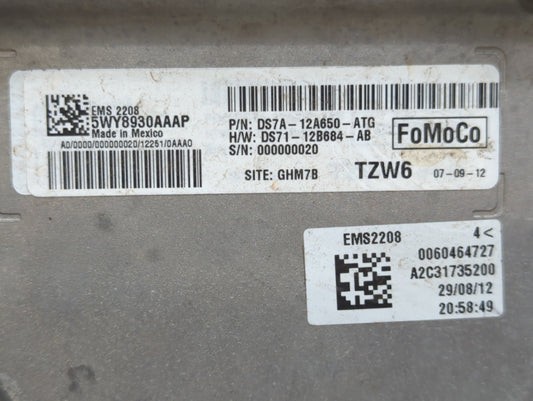 EMS 2208
5WY8930AAAP
Made in Mexico
AD/0000/000000020/12251/0AAA0
P/N: DS7A-12A650-ATG
H/W: DS71-12B684-AB
S/N: 000000020
SITE: GHM7B
TZW6
FoMoCo
07-09-12
EMS2208
4<
0060464727
A2C31735200
29/08/12
20:58:49